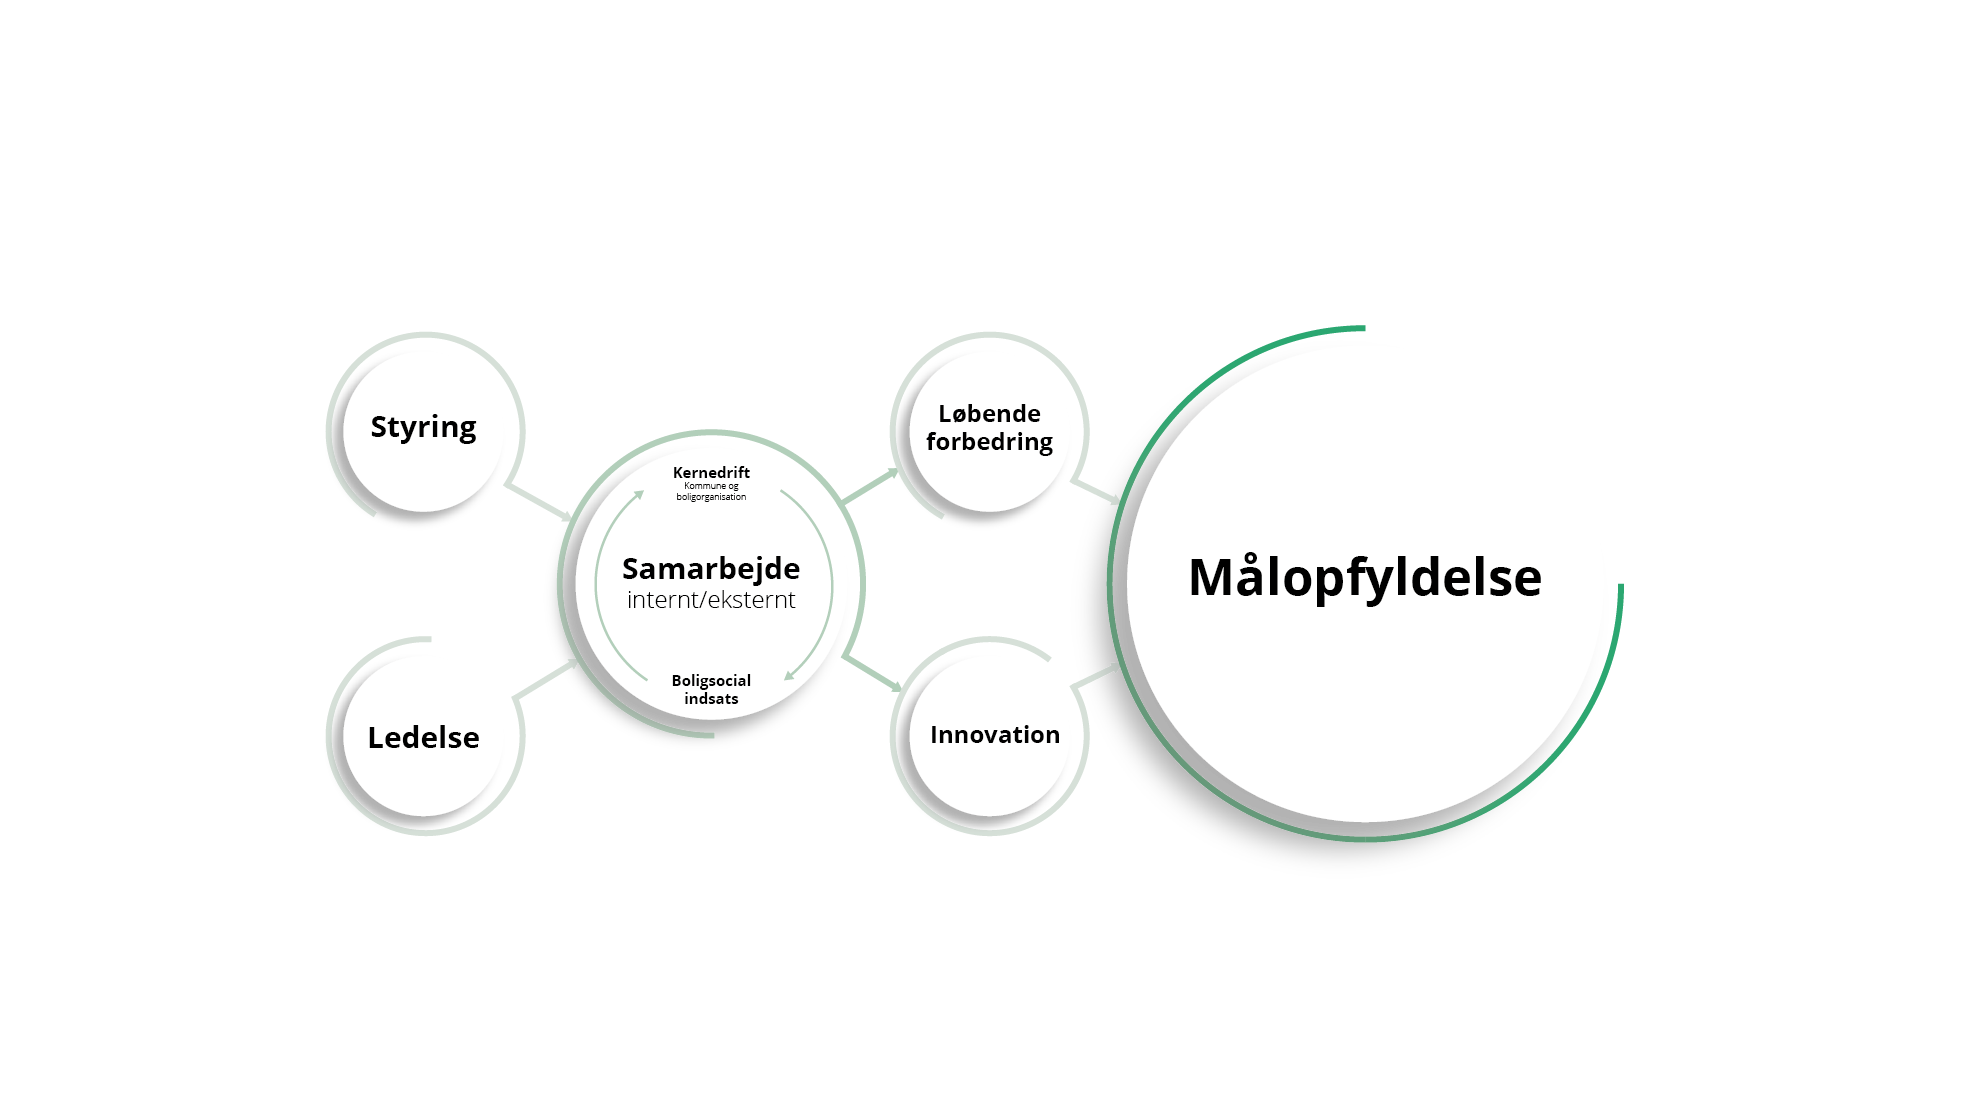 Styring
Ledelse
Kernedrift
Kommune og
boligorganisation
Samarbejde
internt/eksternt
Boligsocial
indsats
Løbende
forbedring
Innovation
Målopfyldelse